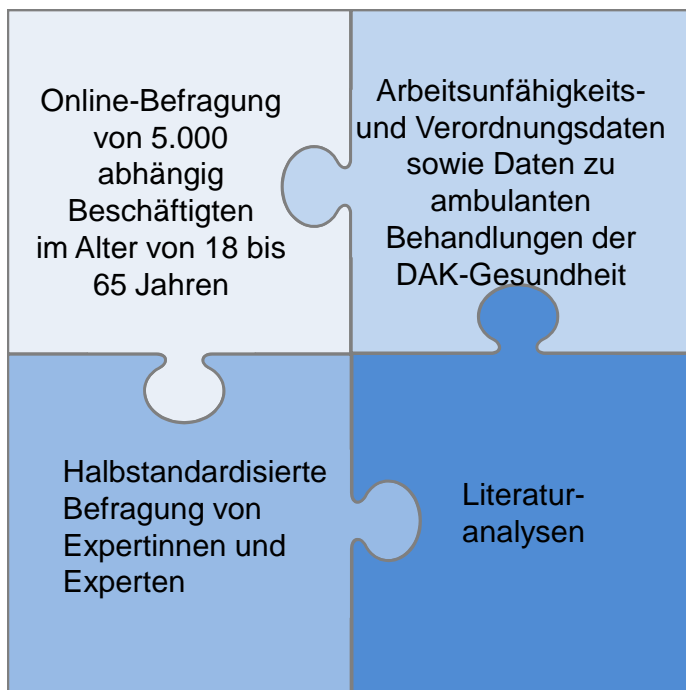 Online-Befragung
von 5.000
abhängig
Beschäftigten
im Alter von 18 bis
65 Jahren
Arbeitsunfähigkeits-
und Verordnungsdaten
sowie Daten zu
ambulanten
Behandlungen der
DAK-Gesundheit
Halbstandardisierte
Befragung von
Expertinnen und
Experten
Literatur-
analysen